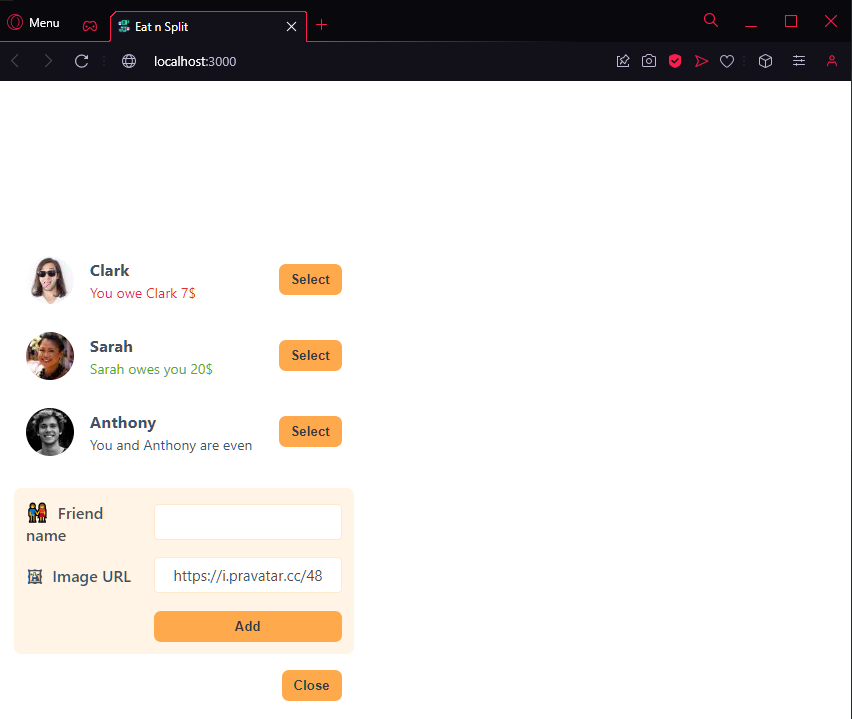 Menu
Eat n Split
localhost:3000
Clark
You owe Clark 7$
Select
Sarah
Sarah owes you 20$
Select
Anthony
You and Anthony are even
Select
Friend
name
Image URL
https://i.pravatar.cc/48
Add
Close